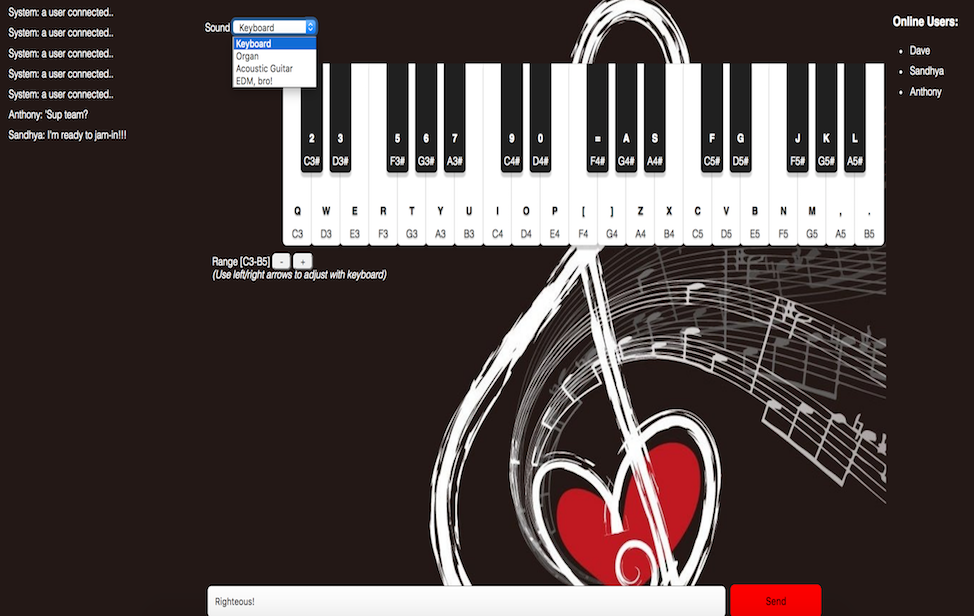 System: a user connected..
System: a user connected..
System: a user connected..
System: a user connected..
System: a user connected..
Anthony: 'Sup team?
Sandhya: I'm ready to jam-in!!!
Sound Keyboard
Keyboard
Organ
Acoustic Guitar
EDM, bro!
2 3 5 6 7 9 0 = A S F G J K L
C3# D3# F3# G3# A3# C4# D4# F4# G4# A4# C5# D5# F5# G5# A5#
Q W E R T Y U I O P [ ] Z X C V B N M , .
C3 D3 E3 F3 G3 A3 B3 C4 D4 E4 F4 G4 A4 B4 C5 D5 E5 F5 G5 A5 B5
Range [C3-B5] - +
(Use left/right arrows to adjust with keyboard)
Online Users:
Dave
Sandhya
Anthony
Righteous!
Send